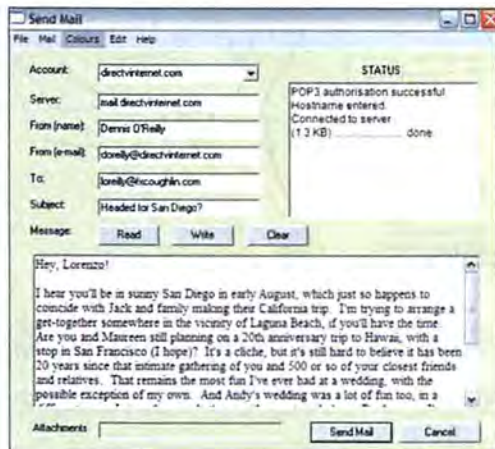 Send Mail
File Mail Colours Edit Help
Account: directvinternet.com
STATUS
Server: mail.directvinternet.com
POP3 authorisation successful
Hostname entered.
Connected to server
(1.3 KB) ........................ done.
From (name): Dennis O'Reilly
From (e-mail): doreilly@directvinternet.com
To:
Subject: Headed for San Diego?
Message: Read Write Clear
Hey, Lorenzo!
I hear you'll be in sunny San Diego in early August, which just so happens to
coincide with Jack and family making their California trip. I'm trying to arrange a
get-together somewhere in the vicinity of Laguna Beach, if you'll have the time.
Are you and Maureen still planning on a 20th anniversary trip to Hawaii, with a
stop in San Francisco (I hope)? It's a cliche, but it's still hard to believe it has been
20 years since that intimate gathering of you and 500 or so of your closest friends
and relatives. That remains the most fun I've ever had at a wedding, with the
possible exception of my own. And Andy's wedding was a lot of fun too, in a
Attachments
Send Mail Cancel